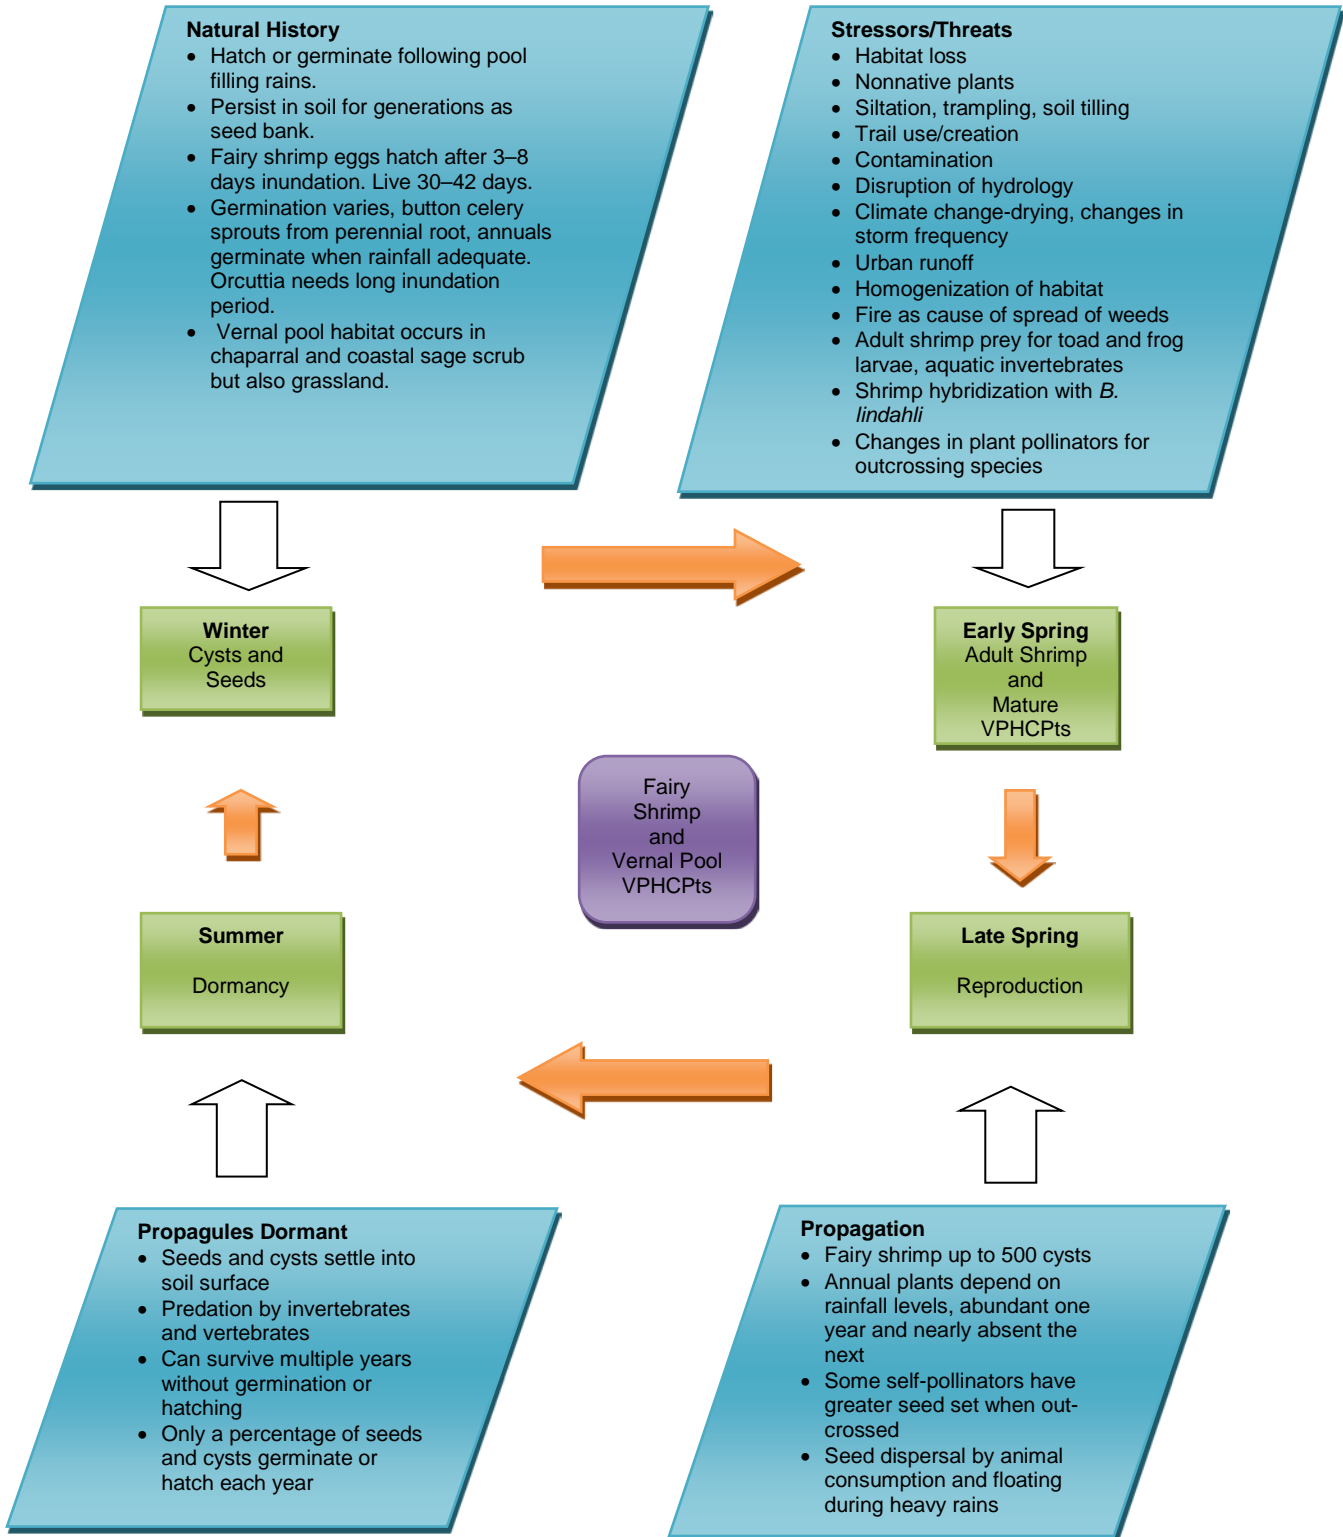 Natural History
• Hatch or germinate following pool
filling rains.
• Persist in soil for generations as
seed bank.
• Fairy shrimp eggs hatch after 3–8
days inundation. Live 30–42 days.
• Germination varies, button celery
sprouts from perennial root, annuals
germinate when rainfall adequate.
Orcuttia needs long inundation
period.
• Vernal pool habitat occurs in
chaparral and coastal sage scrub
but also grassland.
Stressors/Threats
• Habitat loss
• Nonnative plants
• Siltation, trampling, soil tilling
• Trail use/creation
• Contamination
• Disruption of hydrology
• Climate change-drying, changes in
storm frequency
• Urban runoff
• Homogenization of habitat
• Fire as cause of spread of weeds
• Adult shrimp prey for toad and frog
larvae, aquatic invertebrates
• Shrimp hybridization with B.
lindahli
• Changes in plant pollinators for
outcrossing species
Winter
Cysts and
Seeds
Early Spring
Adult Shrimp
and
Mature
VPHCPts
Fairy
Shrimp
and
Vernal Pool
VPHCPts
Summer
Dormancy
Late Spring
Reproduction
Propagules Dormant
• Seeds and cysts settle into
soil surface
• Predation by invertebrates
and vertebrates
• Can survive multiple years
without germination or
hatching
• Only a percentage of seeds
and cysts germinate or
hatch each year
Propagation
• Fairy shrimp up to 500 cysts
• Annual plants depend on
rainfall levels, abundant one
year and nearly absent the
next
• Some self-pollinators have
greater seed set when out-
crossed
• Seed dispersal by animal
consumption and floating
during heavy rains